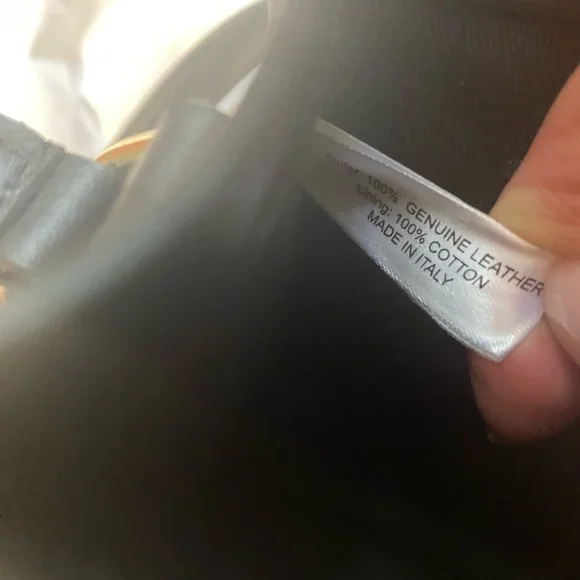 100% GENUINE LEATHER
lining: 100% COTTON
MADE IN ITALY